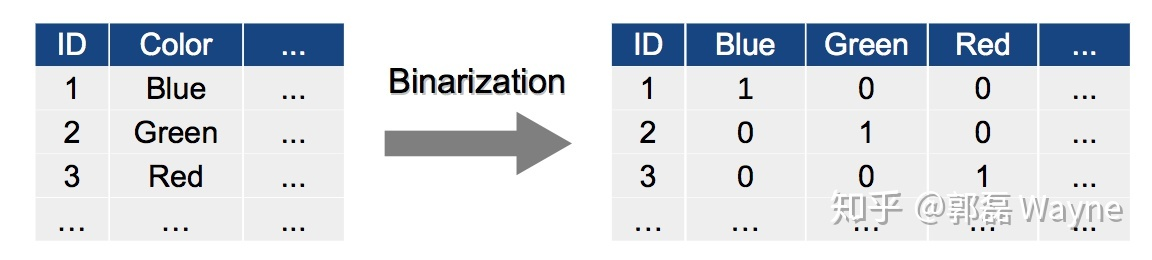 ID Color ...
1 Blue ...
2 Green ...
3 Red ...
... ... ...
Binarization
ID Blue Green Red ...
1 1 0 0 ...
2 0 1 0 ...
3 0 0 1 ...
... ... ... ... ...
知乎 @郭磊 Wayne